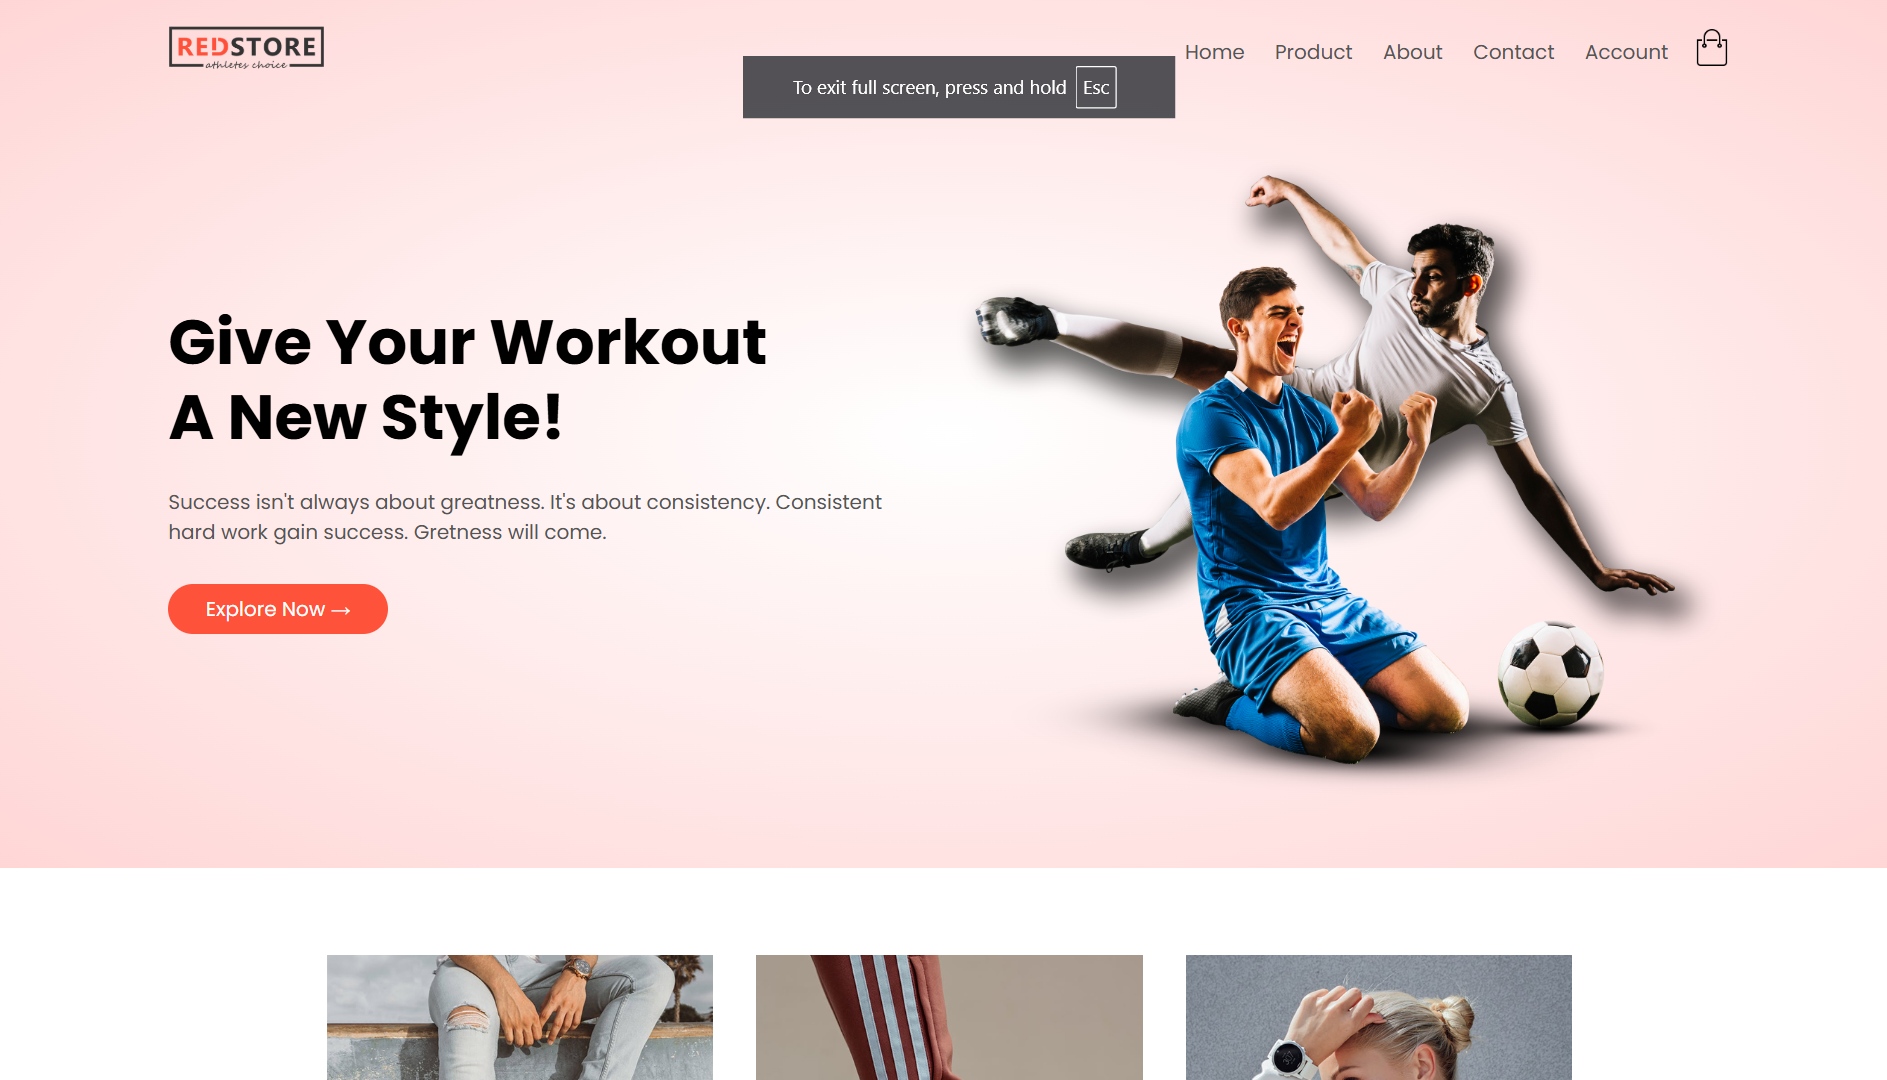 REDSTORE
athletes choice
Home Product About Contact Account
To exit full screen, press and hold Esc
Give Your Workout
A New Style!
Success isn't always about greatness. It's about consistency. Consistent
hard work gain success. Gretness will come.
Explore Now →